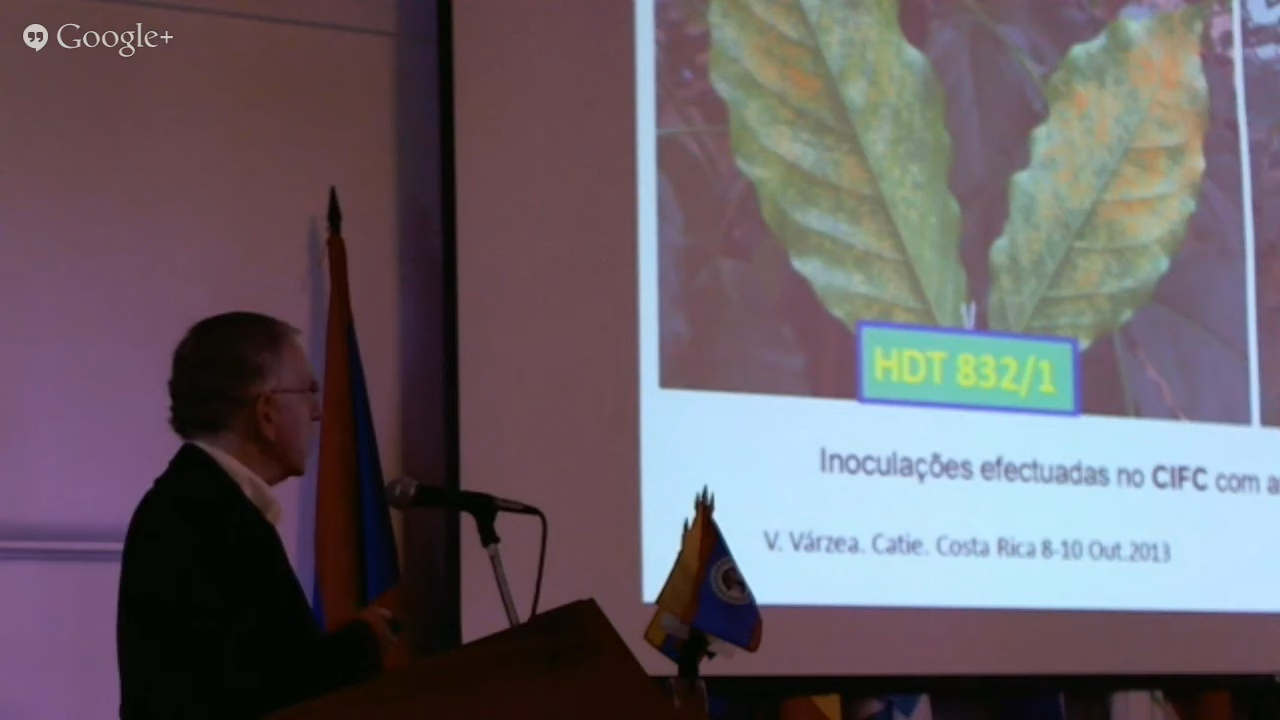 Google+
HDT 832/1
Inoculações efectuadas no CIFC com a
V. Várzea. Catie. Costa Rica 8-10 Out.2013